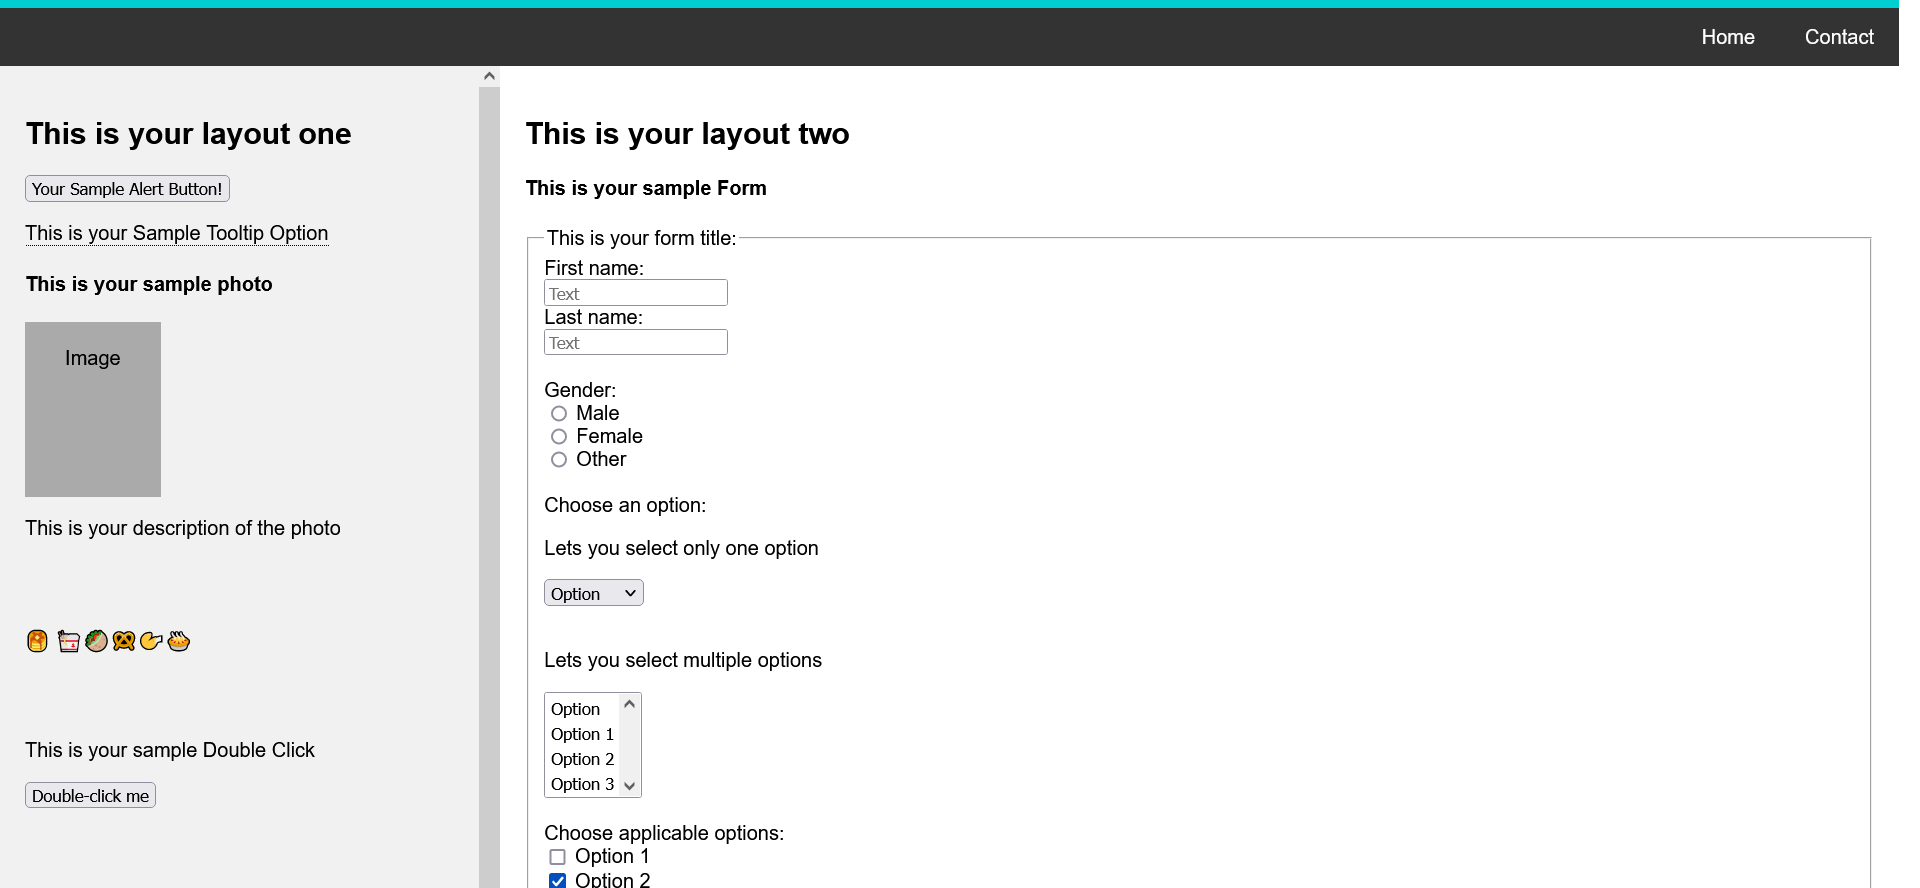 Home Contact
This is your layout one
Your Sample Alert Button!
This is your Sample Tooltip Option
This is your sample photo
Image
This is your description of the photo
This is your sample Double Click
Double-click me
This is your layout two
This is your sample Form
This is your form title:
First name:
Text
Last name:
Text
Gender:
Male
Female
Other
Choose an option:
Lets you select only one option
Option
Lets you select multiple options
Option
Option 1
Option 2
Option 3
Choose applicable options:
Option 1
Option 2